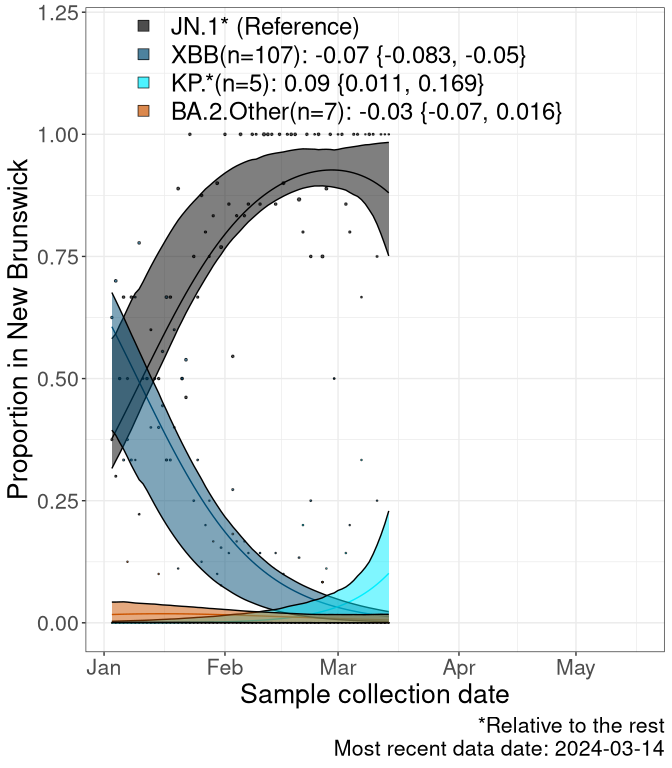 JN.1* (Reference)
XBB(n=107): -0.07 {-0.083, -0.05}
KP.*(n=5): 0.09 {0.011, 0.169}
BA.2.Other(n=7): -0.03 {-0.07, 0.016}
Proportion in New Brunswick
1.25
1.00
0.75
0.50
0.25
0.00
Jan Feb Mar Apr May
Sample collection date
*Relative to the rest
Most recent data date: 2024-03-14